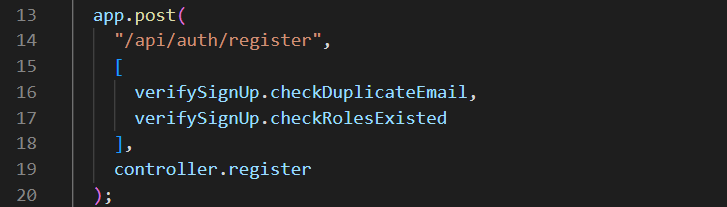 13 app.post(
14 "/api/auth/register",
15 [
16 verifySignUp.checkDuplicateEmail,
17 verifySignUp.checkRolesExisted
18 ],
19 controller.register
20 );